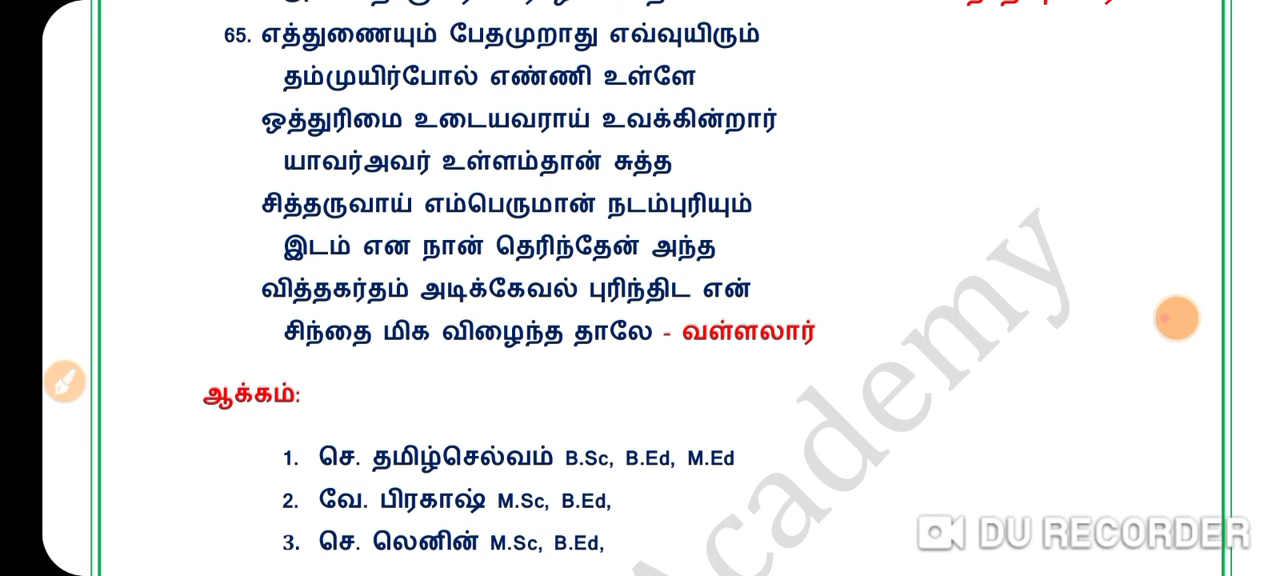 65. எத்துணையும் பேதமுறாது எவ்வுயிரும்
தம்முயிர்போல் எண்ணி உள்ளே
ஒத்துரிமை உடையவராய் உவக்கின்றார்
யாவர்அவர் உள்ளம்தான் சுத்த
சித்தருவாய் எம்பெருமான் நடம்புரியும்
இடம் என நான் தெரிந்தேன் அந்த
வித்தகர்தம் அடிக்கேவல் புரிந்திட என்
சிந்தை மிக விழைந்த தாலே - வள்ளலார்
ஆக்கம்:
1. செ. தமிழ்செல்வம் B.Sc, B.Ed, M.Ed
2. வே. பிரகாஷ் M.Sc, B.Ed,
3. செ. லெனின் M.Sc, B.Ed,
Academy
DU RECORDER